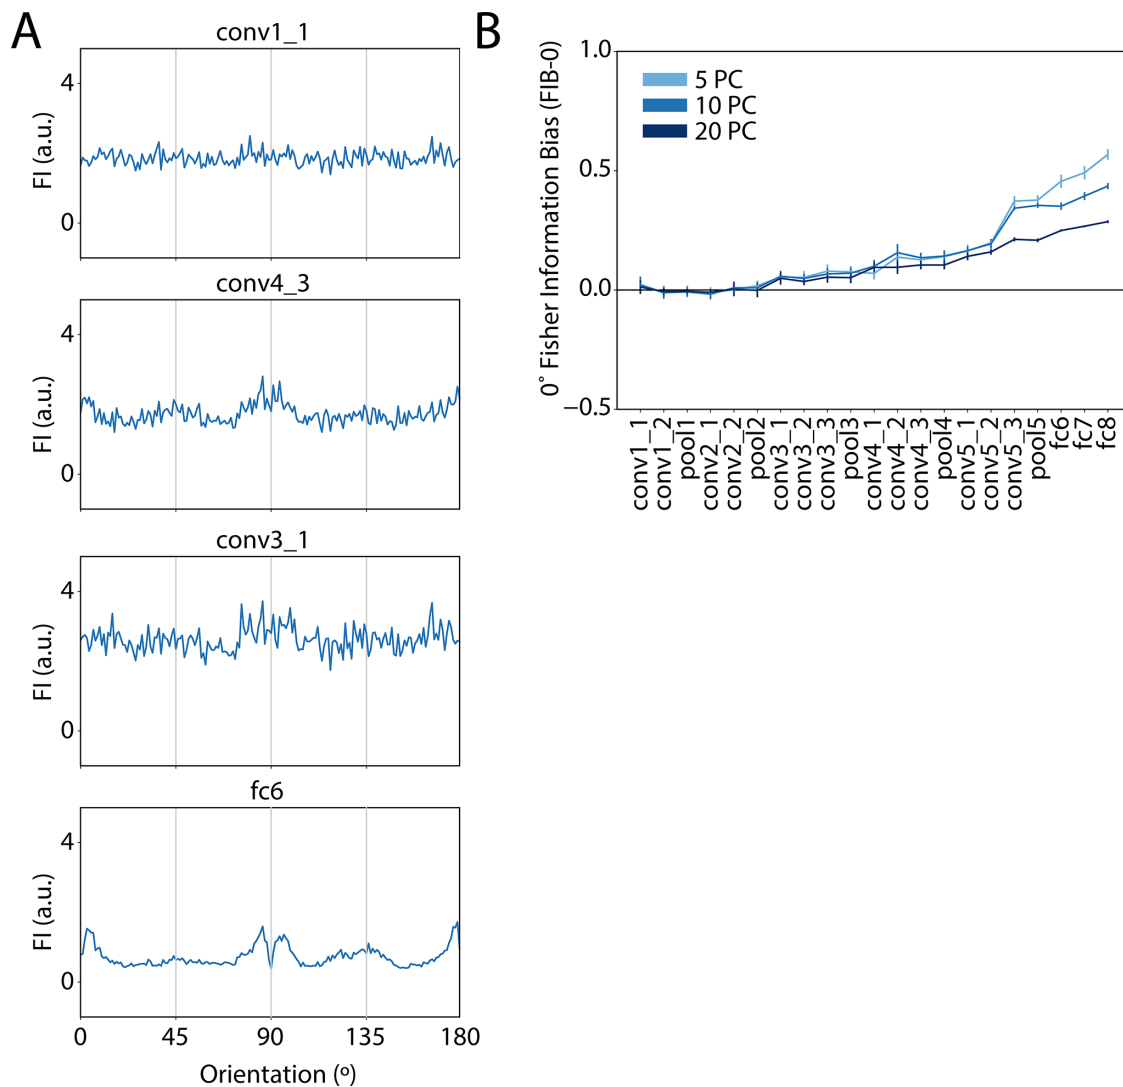 A
conv1_1
4
0
FI (a.u.)
conv4_3
4
0
FI (a.u.)
conv3_1
4
0
FI (a.u.)
fc6
4
0
FI (a.u.)
0 45 90 135 180
Orientation (º)
B
0° Fisher Information Bias (FIB-0)
1.0
0.5
0.0
−0.5
5 PC
10 PC
20 PC
conv1_1
conv1_2
pool1
conv2_1
conv2_2
pool2
conv3_1
conv3_2
conv3_3
pool3
conv4_1
conv4_2
conv4_3
pool4
conv5_1
conv5_2
conv5_3
pool5
fc6
fc7
fc8